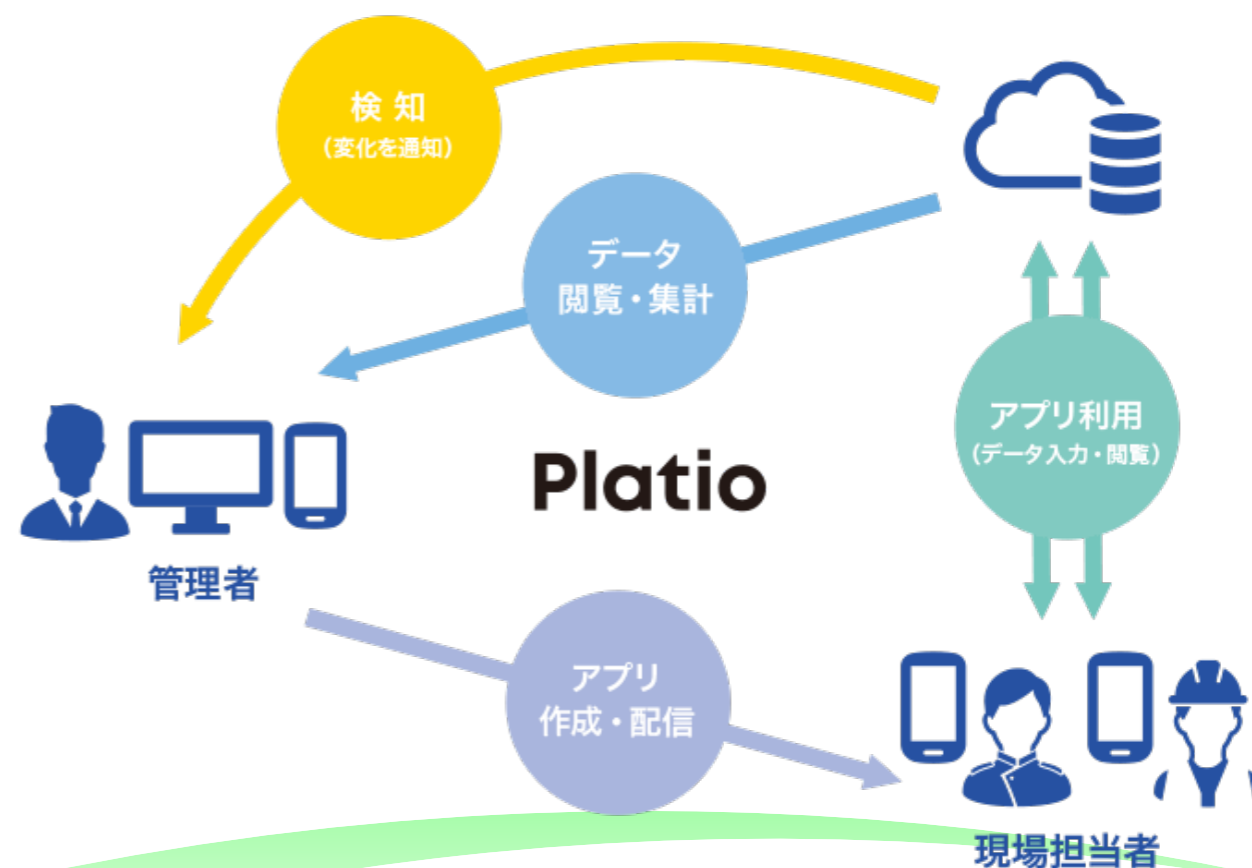 検知
(変化を通知)
データ
閲覧・集計
アプリ利用
(データ入力・閲覧)
Platio
管理者
アプリ
作成・配信
現場担当者